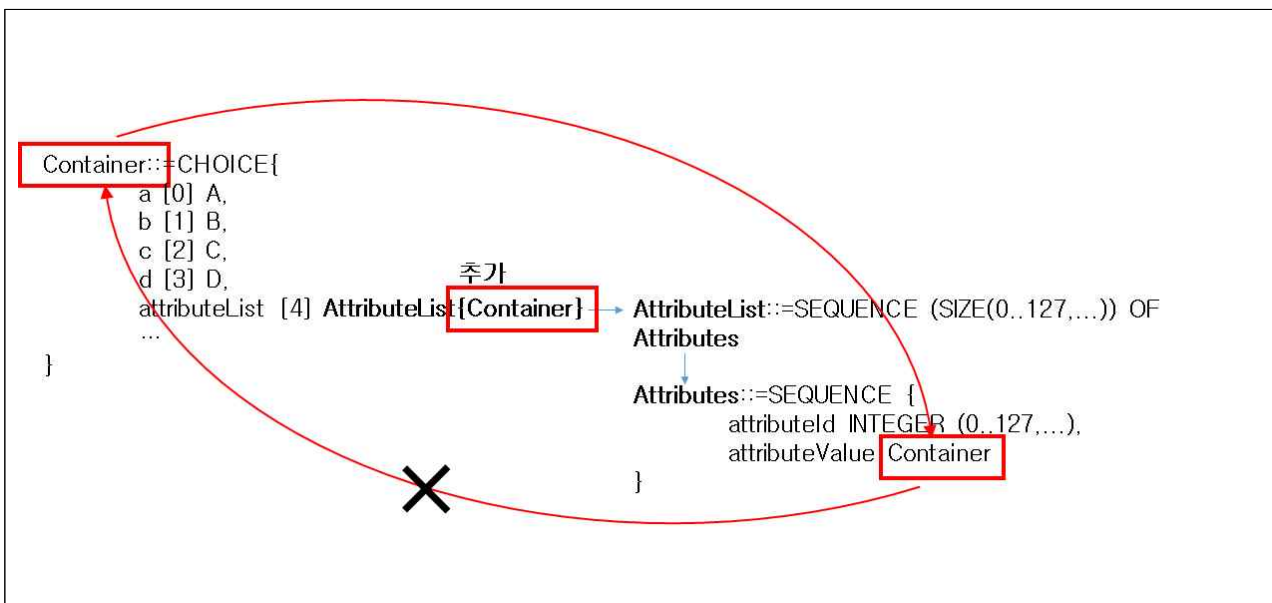 Container::=CHOICE{
a [0] A,
b [1] B,
c [2] C,
d [3] D,
추가
attributeList [4] AttributeList{Container}
...
}
AttributeList::=SEQUENCE (SIZE(0..127,...)) OF
Attributes
Attributes::=SEQUENCE {
attributeId INTEGER (0..127,...),
attributeValue Container
}